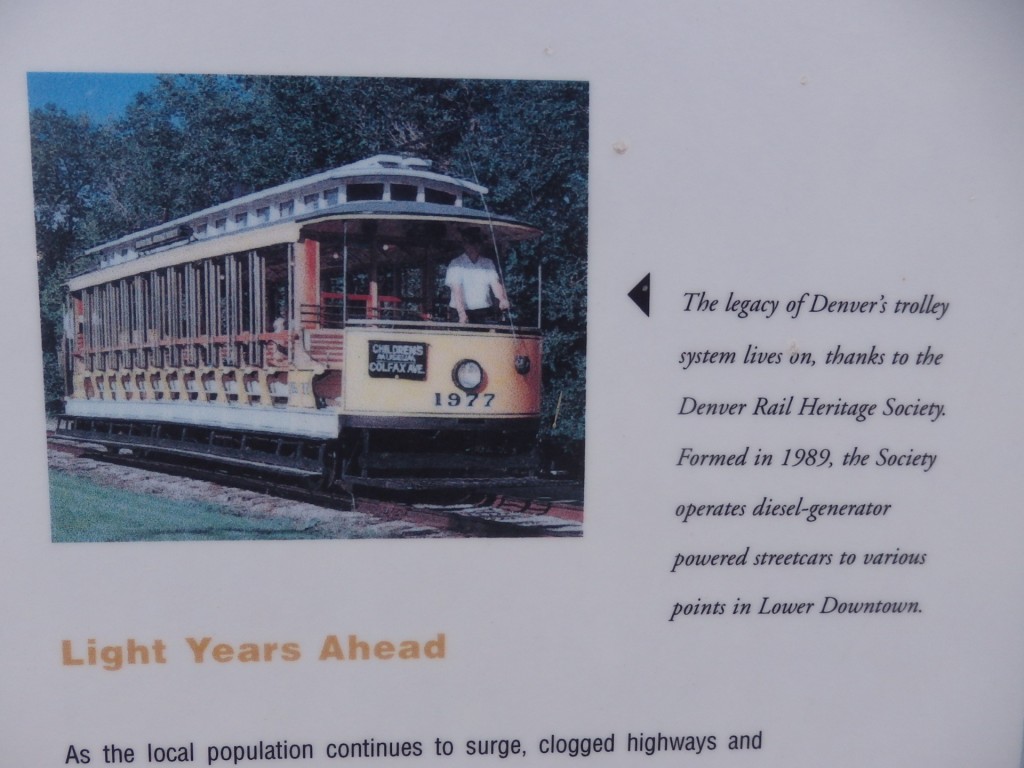 CHILDRENS
MUSEUM
COLFAX AVE.
1977
The legacy of Denver's trolley
system lives on, thanks to the
Denver Rail Heritage Society.
Formed in 1989, the Society
operates diesel-generator
powered streetcars to various
points in Lower Downtown.
Light Years Ahead
As the local population continues to surge, clogged highways and